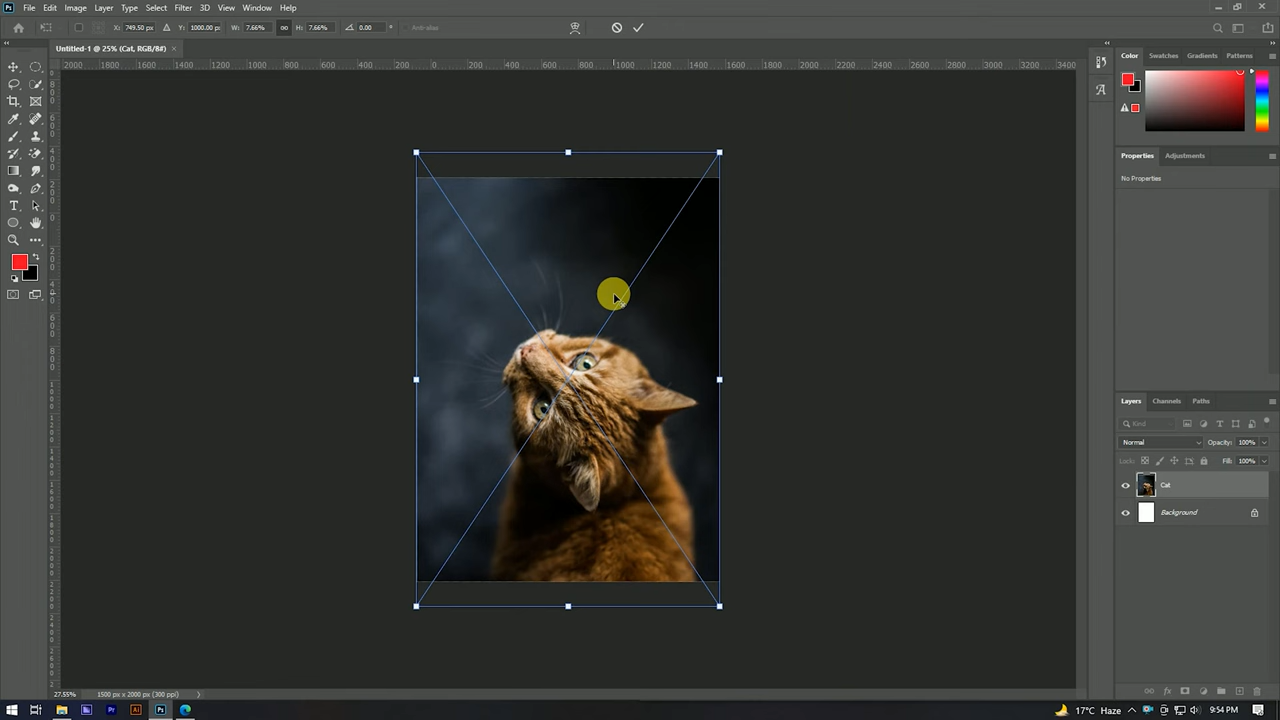 File Edit Image Layer Type Select Filter 3D View Window Help
X: 749.50 px Y: 1000.00 px W: 7.66% H: 7.66% 0.00 ° Anti-alias
Untitled-1 @ 25% (Cat, RGB/8#) ×
2000 1800 1600 1400 1200 1000 800 600 400 200 0 200 400 600 800 1000 1200 1400 1600 1800 2000 2200 2400 2600 2800 3000 3200 3400
Color Swatches Gradients Patterns
Properties Adjustments
No Properties
Layers Channels Paths
Kind
Normal Opacity: 100%
Lock: Fill: 100%
Cat
Background
27.55% 1500 px x 2000 px (300 ppi)
17°C Haze 9:54 PM